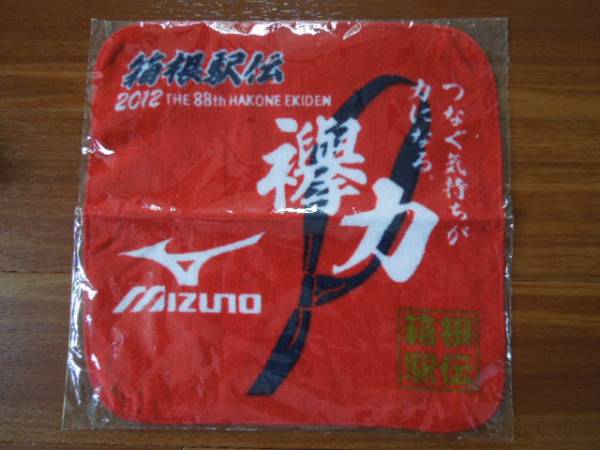 箱根駅伝
2012 THE 88th HAKONE EKIDEN
つなぐ気持ちが
力になる。
襷力
MIZUNO
箱根
駅伝